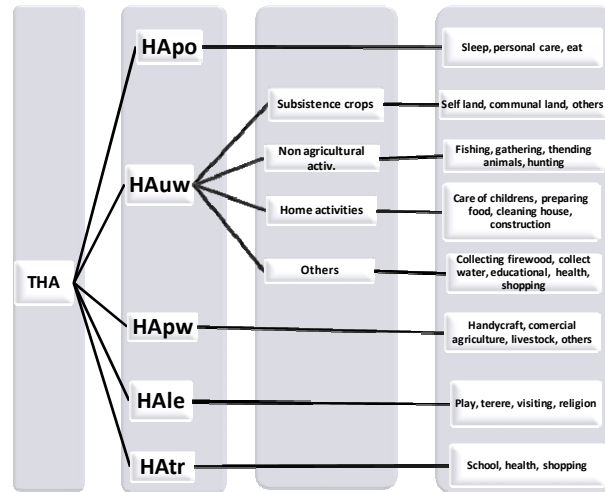 THA
HApo
HAuw
HApw
HAle
HAtr
Subsistence crops
Non agricultural
activ.
Home activities
Others
Sleep, personal care, eat
Self land, communal land, others
Fishing, gathering, thending
animals, hunting
Care of childrens, preparing
food, cleaning house,
construction
Collecting firewood, collect
water, educational, health,
shopping
Handycraft, comercial
agriculture, livestock, others
Play, terere, visiting, religion
School, health, shopping